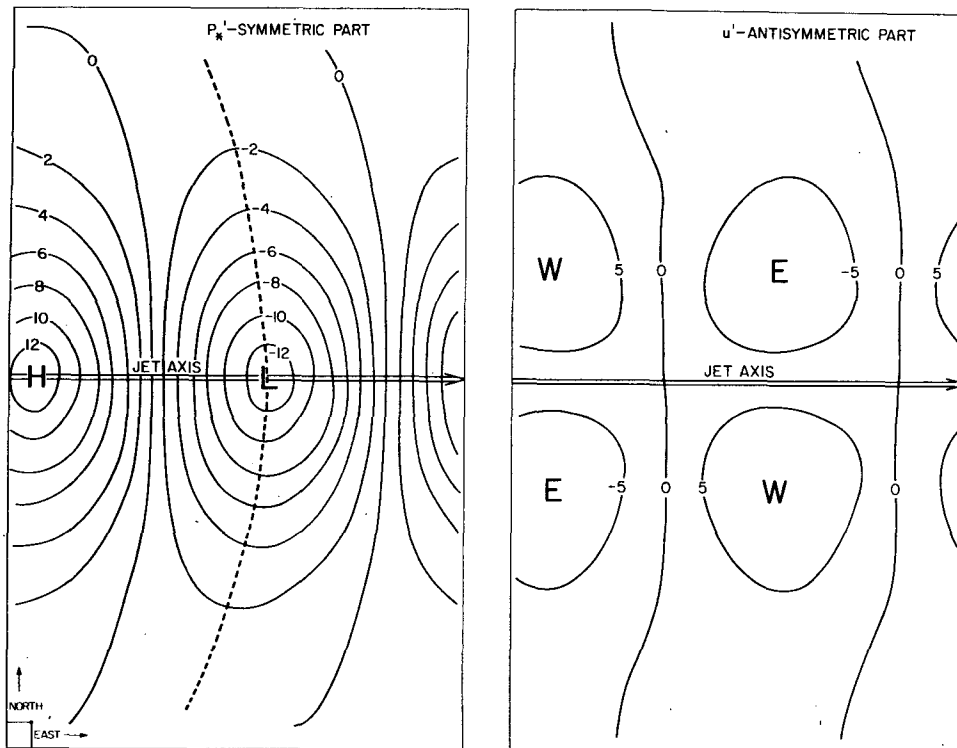 P*'-SYMMETRIC PART
0
0
2
-2
4
-4
6
-6
8
-8
10
-10
12
-12
H
JET AXIS
L
NORTH
EAST
u'-ANTISYMMETRIC PART
W
5
0
E
-5
0
5
JET AXIS
E
-5
0
5
W
0